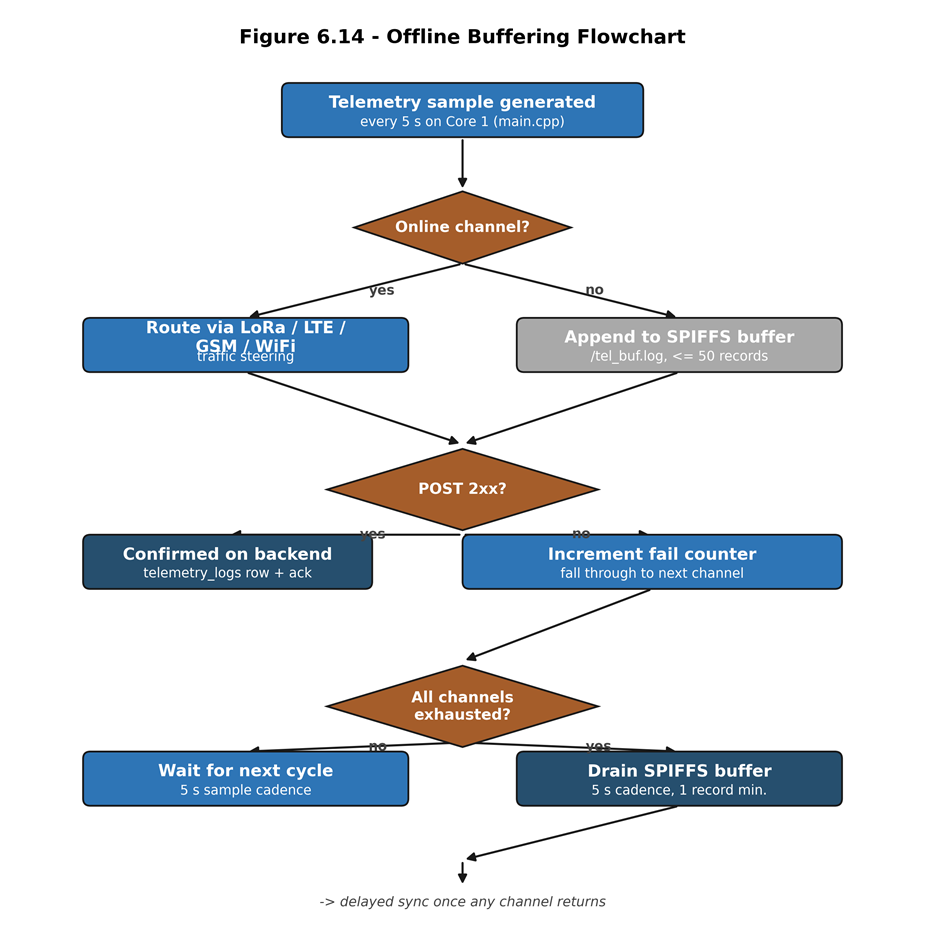 Figure 6.14 - Offline Buffering Flowchart
Telemetry sample generated
every 5 s on Core 1 (main.cpp)
Online channel?
yes
no
Route via LoRa / LTE /
GSM / WiFi
traffic steering
Append to SPIFFS buffer
/tel_buf.log, <= 50 records
POST 2xx?
yes
no
Confirmed on backend
telemetry_logs row + ack
Increment fail counter
fall through to next channel
All channels
exhausted?
no
yes
Wait for next cycle
5 s sample cadence
Drain SPIFFS buffer
5 s cadence, 1 record min.
-> delayed sync once any channel returns